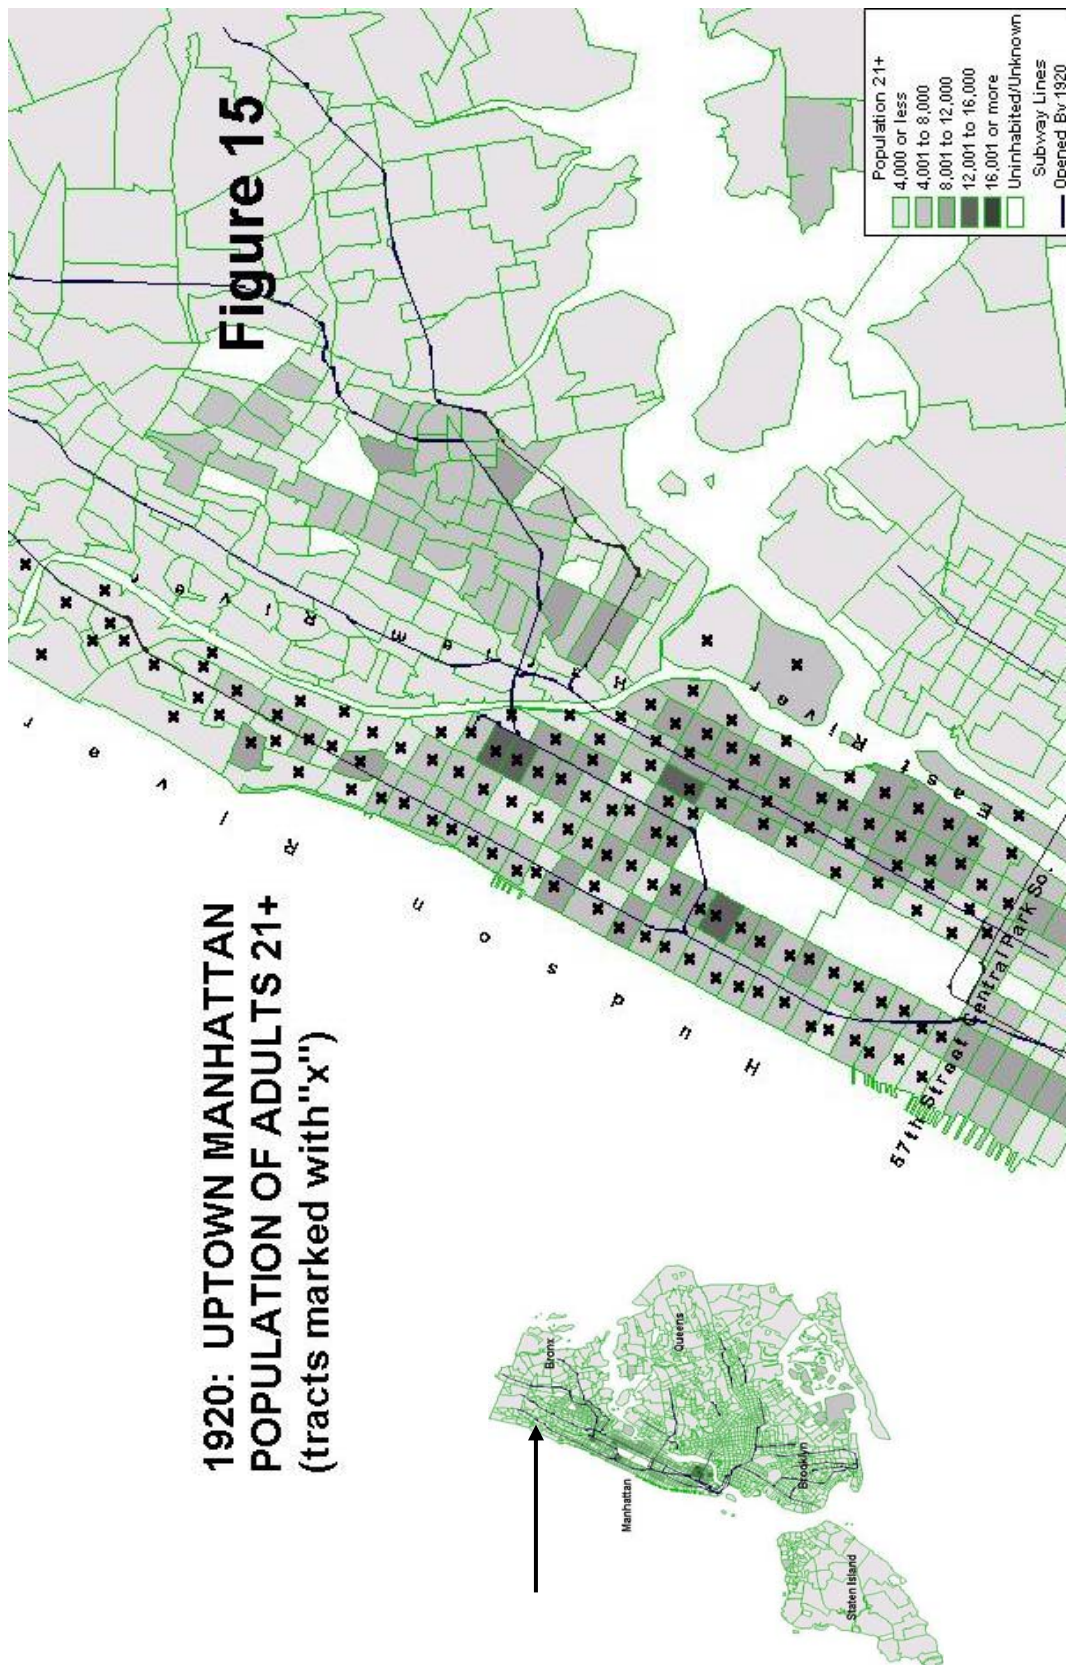 Figure 15
1920: UPTOWN MANHATTAN
POPULATION OF ADULTS 21+
(tracts marked with"x")
Hudson River
Harlem River
East River
57th Street CentralPark So.
Population 21+
4,000 or less
4,001 to 8,000
8,001 to 12,000
12,001 to 16,000
16,001 or more
Uninhabited/Unknown
Subway Lines
Opened By 1920
Bronx
Manhattan
Queens
Brooklyn
Staten Island